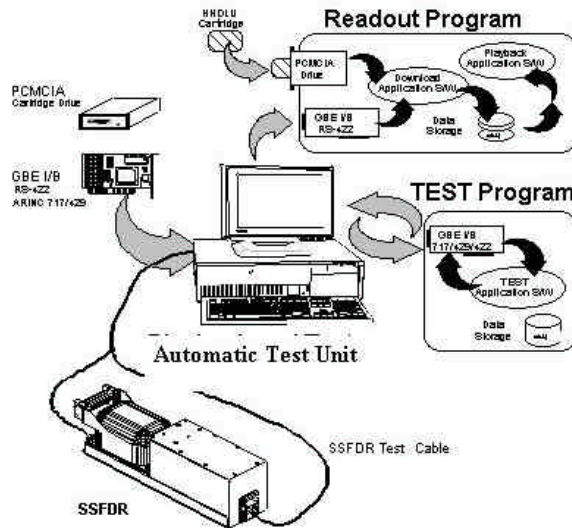 Readout Program
HHDLU
Cartridge
PCMCIA
Drive
Download
Application S/W
Playback
Application S/W
GBE I/B
RS-422
Data
Storage
PCMCIA
Cartridge Drive
GBE I/B
RS-422
ARINC 717/429
TEST Program
GBE I/B
717/429/422
TEST
Application S/W
Data
Storage
Automatic Test Unit
SSFDR Test Cable
SSFDR